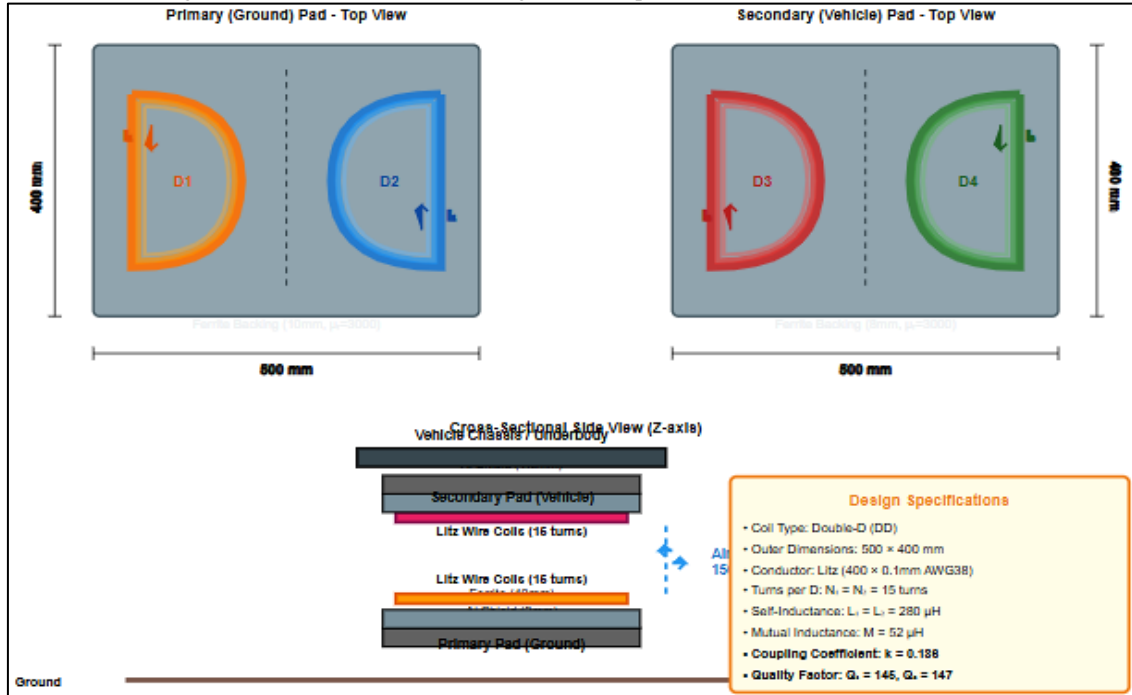 Primary (Ground) Pad - Top View
Secondary (Vehicle) Pad - Top View
400 mm
D1
D2
D3
D4
400 mm
Ferrite Backing (10mm, μᵣ=3000)
Ferrite Backing (8mm, μᵣ=3000)
500 mm
500 mm
Cross-Sectional Side View (Z-axis)
Vehicle Chassis / Underbody
Secondary Pad (Vehicle)
Litz Wire Coils (15 turns)
Litz Wire Coils (15 turns)
Primary Pad (Ground)
Ground
Design Specifications
• Coil Type: Double-D (DD)
• Outer Dimensions: 500 × 400 mm
• Conductor: Litz (400 × 0.1mm AWG38)
• Turns per D: N₁ = N₂ = 15 turns
• Self-Inductance: L₁ = L₂ = 280 μH
• Mutual Inductance: M = 52 μH
• Coupling Coefficient: k = 0.186
• Quality Factor: Q₁ = 145, Q₂ = 147